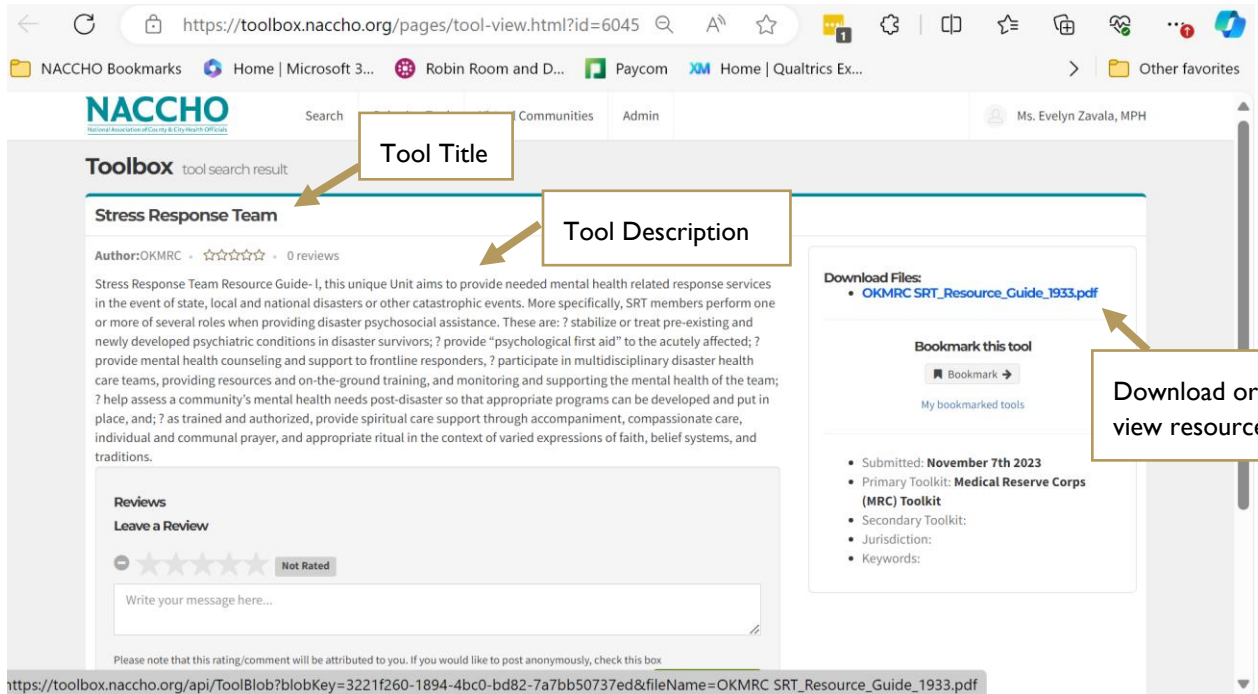 https://toolbox.naccho.org/pages/tool-view.html?id=6045
1
NACCHO Bookmarks Home | Microsoft 3... Robin Room and D... Paycom XM Home | Qualtrics Ex... Other favorites
NACCHO
National Association of County & City Health Officials
Search Communities Admin Ms. Evelyn Zavala, MPH
Tool Title
Toolbox tool search result
Stress Response Team
Tool Description
Author:OKMRC 0 reviews
Stress Response Team Resource Guide- l, this unique Unit aims to provide needed mental health related response services
in the event of state, local and national disasters or other catastrophic events. More specifically, SRT members perform one
or more of several roles when providing disaster psychosocial assistance. These are: ? stabilize or treat pre-existing and
newly developed psychiatric conditions in disaster survivors; ? provide “psychological first aid” to the acutely affected; ?
provide mental health counseling and support to frontline responders, ? participate in multidisciplinary disaster health
care teams, providing resources and on-the-ground training, and monitoring and supporting the mental health of the team;
? help assess a community’s mental health needs post-disaster so that appropriate programs can be developed and put in
place, and; ? as trained and authorized, provide spiritual care support through accompaniment, compassionate care,
individual and communal prayer, and appropriate ritual in the context of varied expressions of faith, belief systems, and
traditions.
Download Files:
• OKMRC SRT_Resource_Guide_1933.pdf
Bookmark this tool
Bookmark
My bookmarked tools
Download or
view resource
• Submitted: November 7th 2023
• Primary Toolkit: Medical Reserve Corps
(MRC) Toolkit
• Secondary Toolkit:
• Jurisdiction:
• Keywords:
Reviews
Leave a Review
Not Rated
Write your message here...
Please note that this rating/comment will be attributed to you. If you would like to post anonymously, check this box
https://toolbox.naccho.org/api/ToolBlob?blobKey=3221f260-1894-4bc0-bd82-7a7bb50737ed&fileName=OKMRC SRT_Resource_Guide_1933.pdf